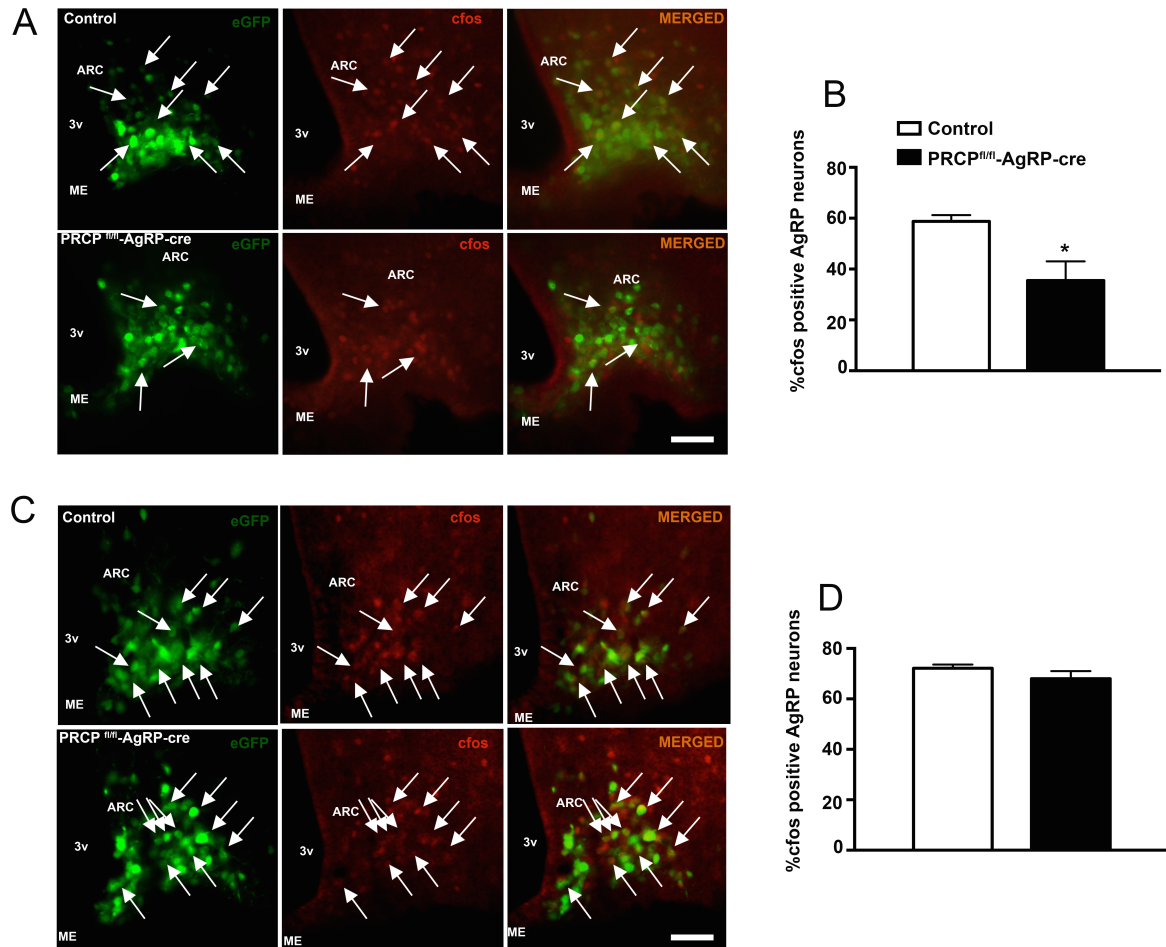 A
Control
eGFP
cfos
MERGED
ARC
ARC
ARC
3v
3v
3v
ME
ME
ME
PRCP fl/fl-AgRP-cre
eGFP
cfos
MERGED
ARC
ARC
ARC
3v
3v
3v
ME
ME
ME
B
Control
PRCPfl/fl-AgRP-cre
%cfos positive AgRP neurons
80
60
40
20
0
*
C
Control
eGFP
cfos
MERGED
ARC
ARC
ARC
3v
3v
3v
ME
ME
ME
PRCP fl/fl-AgRP-cre
eGFP
cfos
MERGED
ARC
ARC
ARC
3v
3v
3v
ME
ME
ME
D
%cfos positive AgRP neurons
80
60
40
20
0